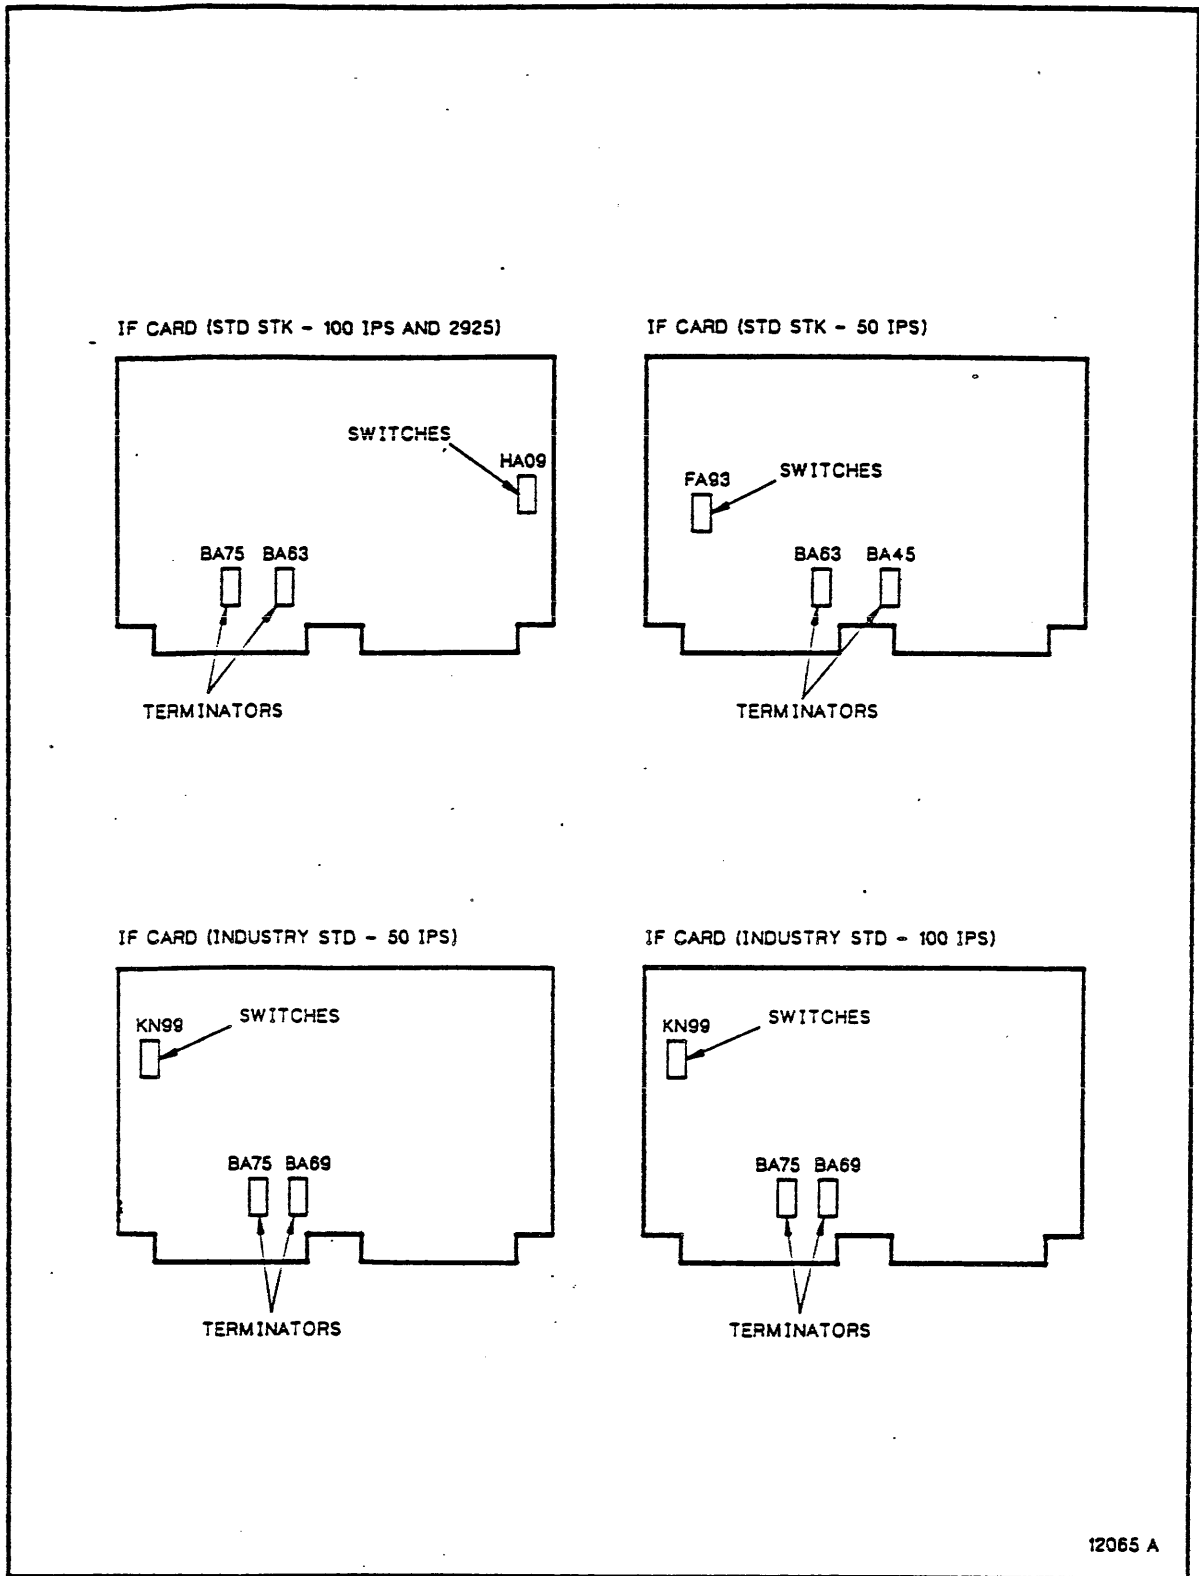 IF CARD (STD STK - 100 IPS AND 2925)
SWITCHES
HA09
BA75 BA63
TERMINATORS
IF CARD (STD STK - 50 IPS)
FA93
SWITCHES
BA63 BA45
TERMINATORS
IF CARD (INDUSTRY STD - 50 IPS)
KN99
SWITCHES
BA75 BA69
TERMINATORS
IF CARD (INDUSTRY STD - 100 IPS)
KN99
SWITCHES
BA75 BA69
TERMINATORS
12065 A